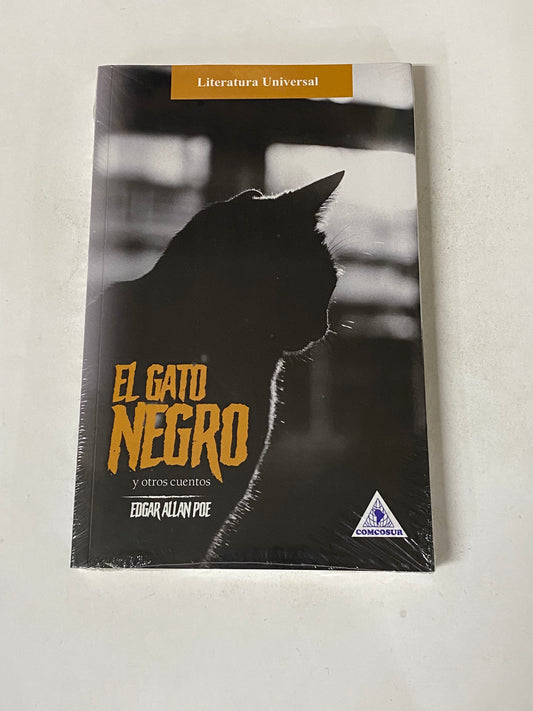 Literatura Universal
EL GATO
NEGRO
y otros cuentos
EDGAR ALLAN POE
COMCOSUR